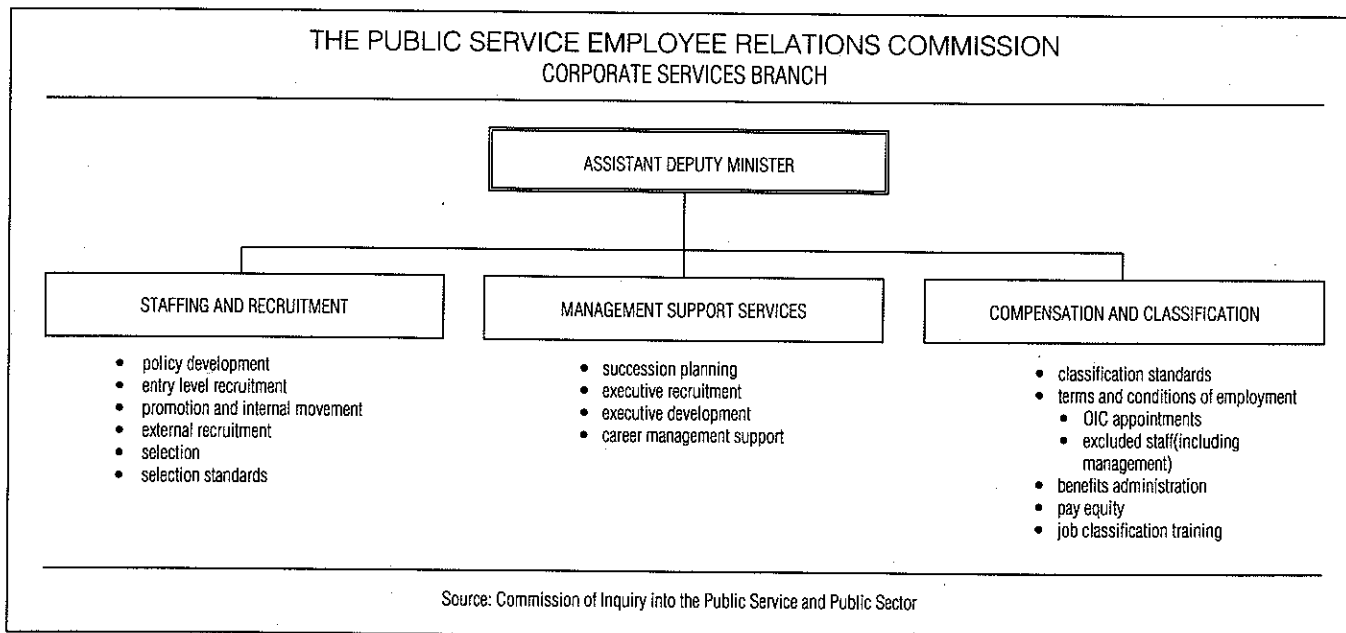 THE PUBLIC SERVICE EMPLOYEE RELATIONS COMMISSION
CORPORATE SERVICES BRANCH
ASSISTANT DEPUTY MINISTER
STAFFING AND RECRUITMENT
• policy development
• entry level recruitment
• promotion and internal movement
• external recruitment
• selection
• selection standards
MANAGEMENT SUPPORT SERVICES
• succession planning
• executive recruitment
• executive development
• career management support
COMPENSATION AND CLASSIFICATION
• classification standards
• terms and conditions of employment
• OIC appointments
• excluded staff(including
management)
• benefits administration
• pay equity
• job classification training
Source: Commission of Inquiry into the Public Service and Public Sector